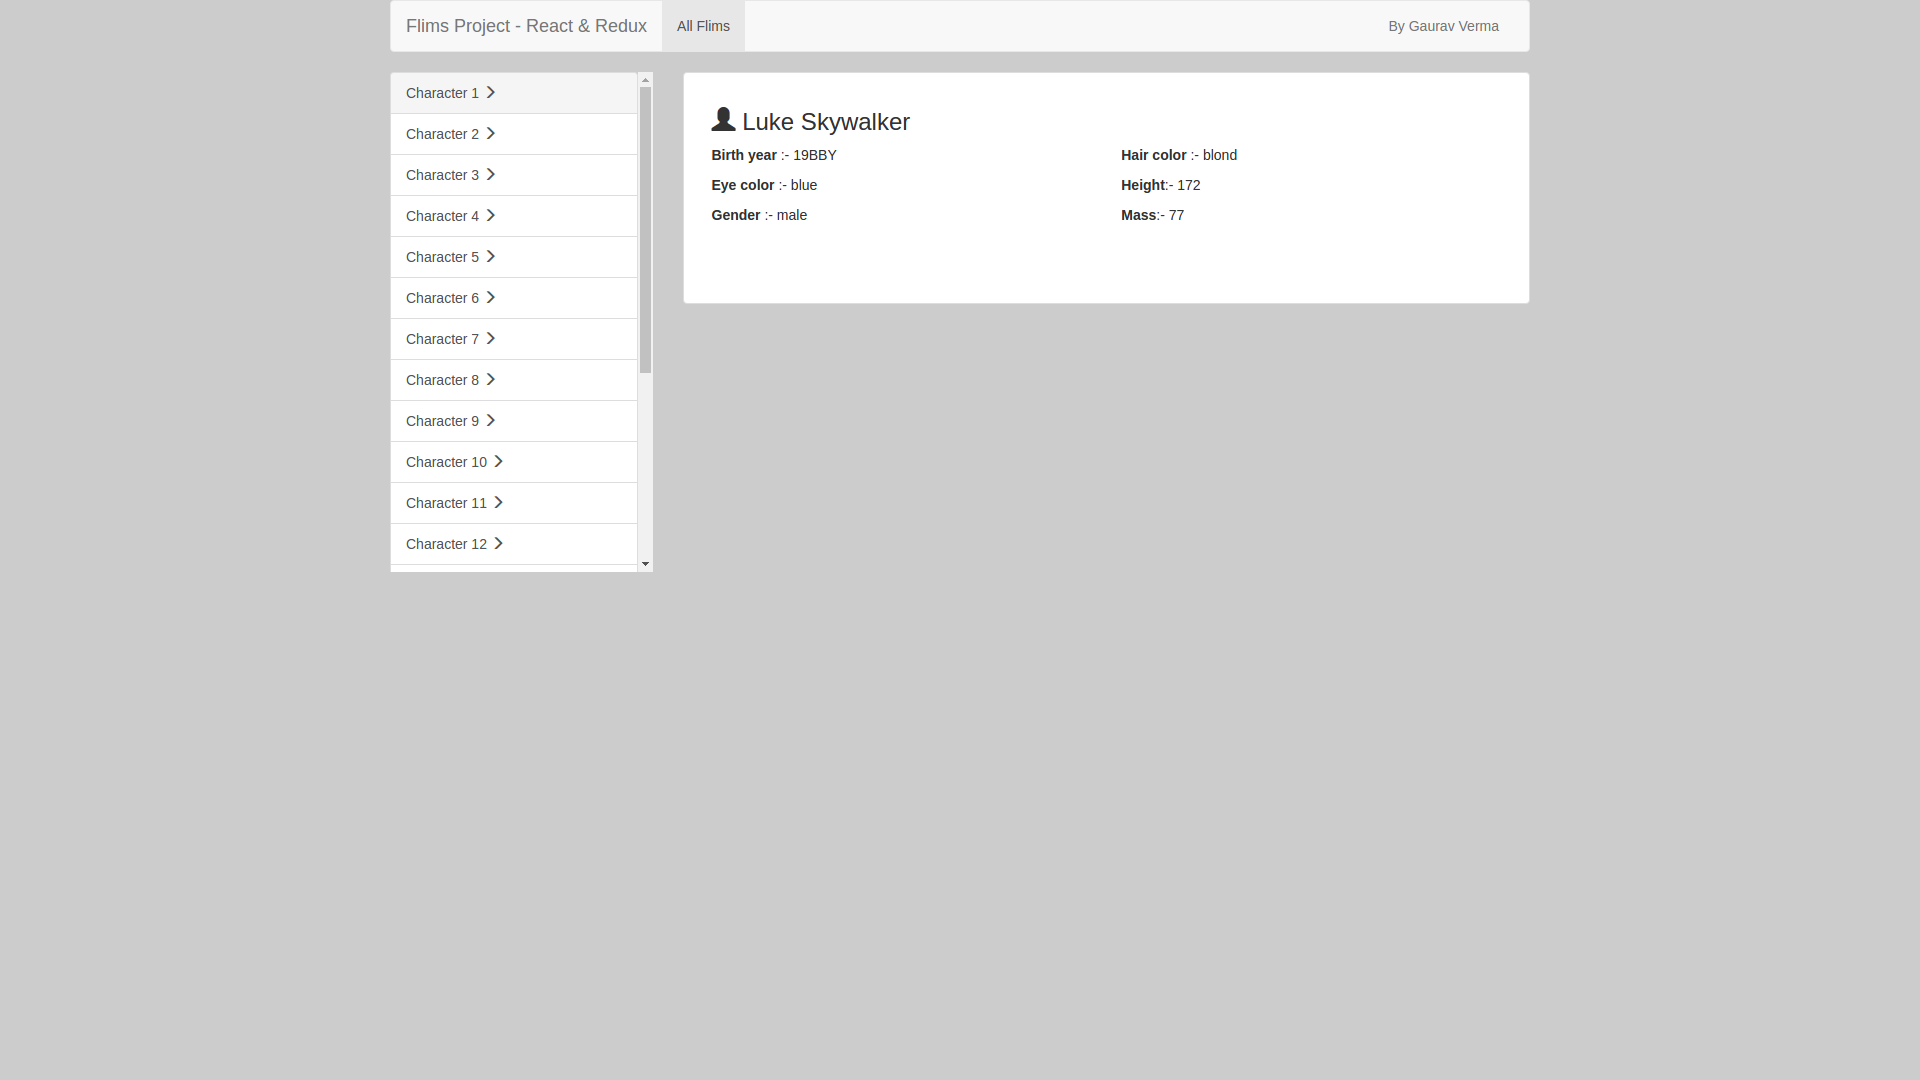 Flims Project - React & Redux
All Flims
By Gaurav Verma
Character 1
Character 2
Character 3
Character 4
Character 5
Character 6
Character 7
Character 8
Character 9
Character 10
Character 11
Character 12
Luke Skywalker
Birth year :- 19BBY
Hair color :- blond
Eye color :- blue
Height:- 172
Gender :- male
Mass:- 77